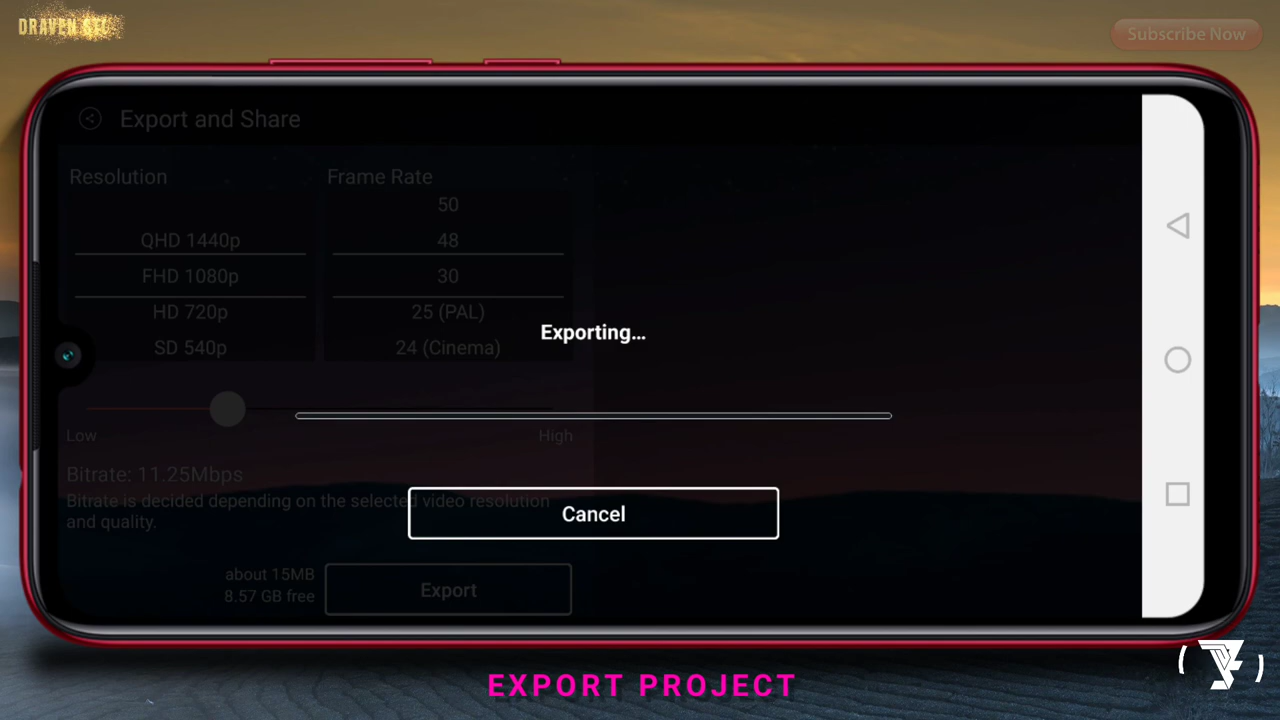 Subscribe Now
Export and Share
Resolution
Frame Rate
50
QHD 1440p
48
FHD 1080p
30
HD 720p
25 (PAL)
SD 540p
24 (Cinema)
Exporting...
Low
High
Bitrate: 11.25Mbps
Bitrate is decided depending on the selected video resolution
and quality.
Cancel
about 15MB
8.57 GB free
Export
EXPORT PROJECT